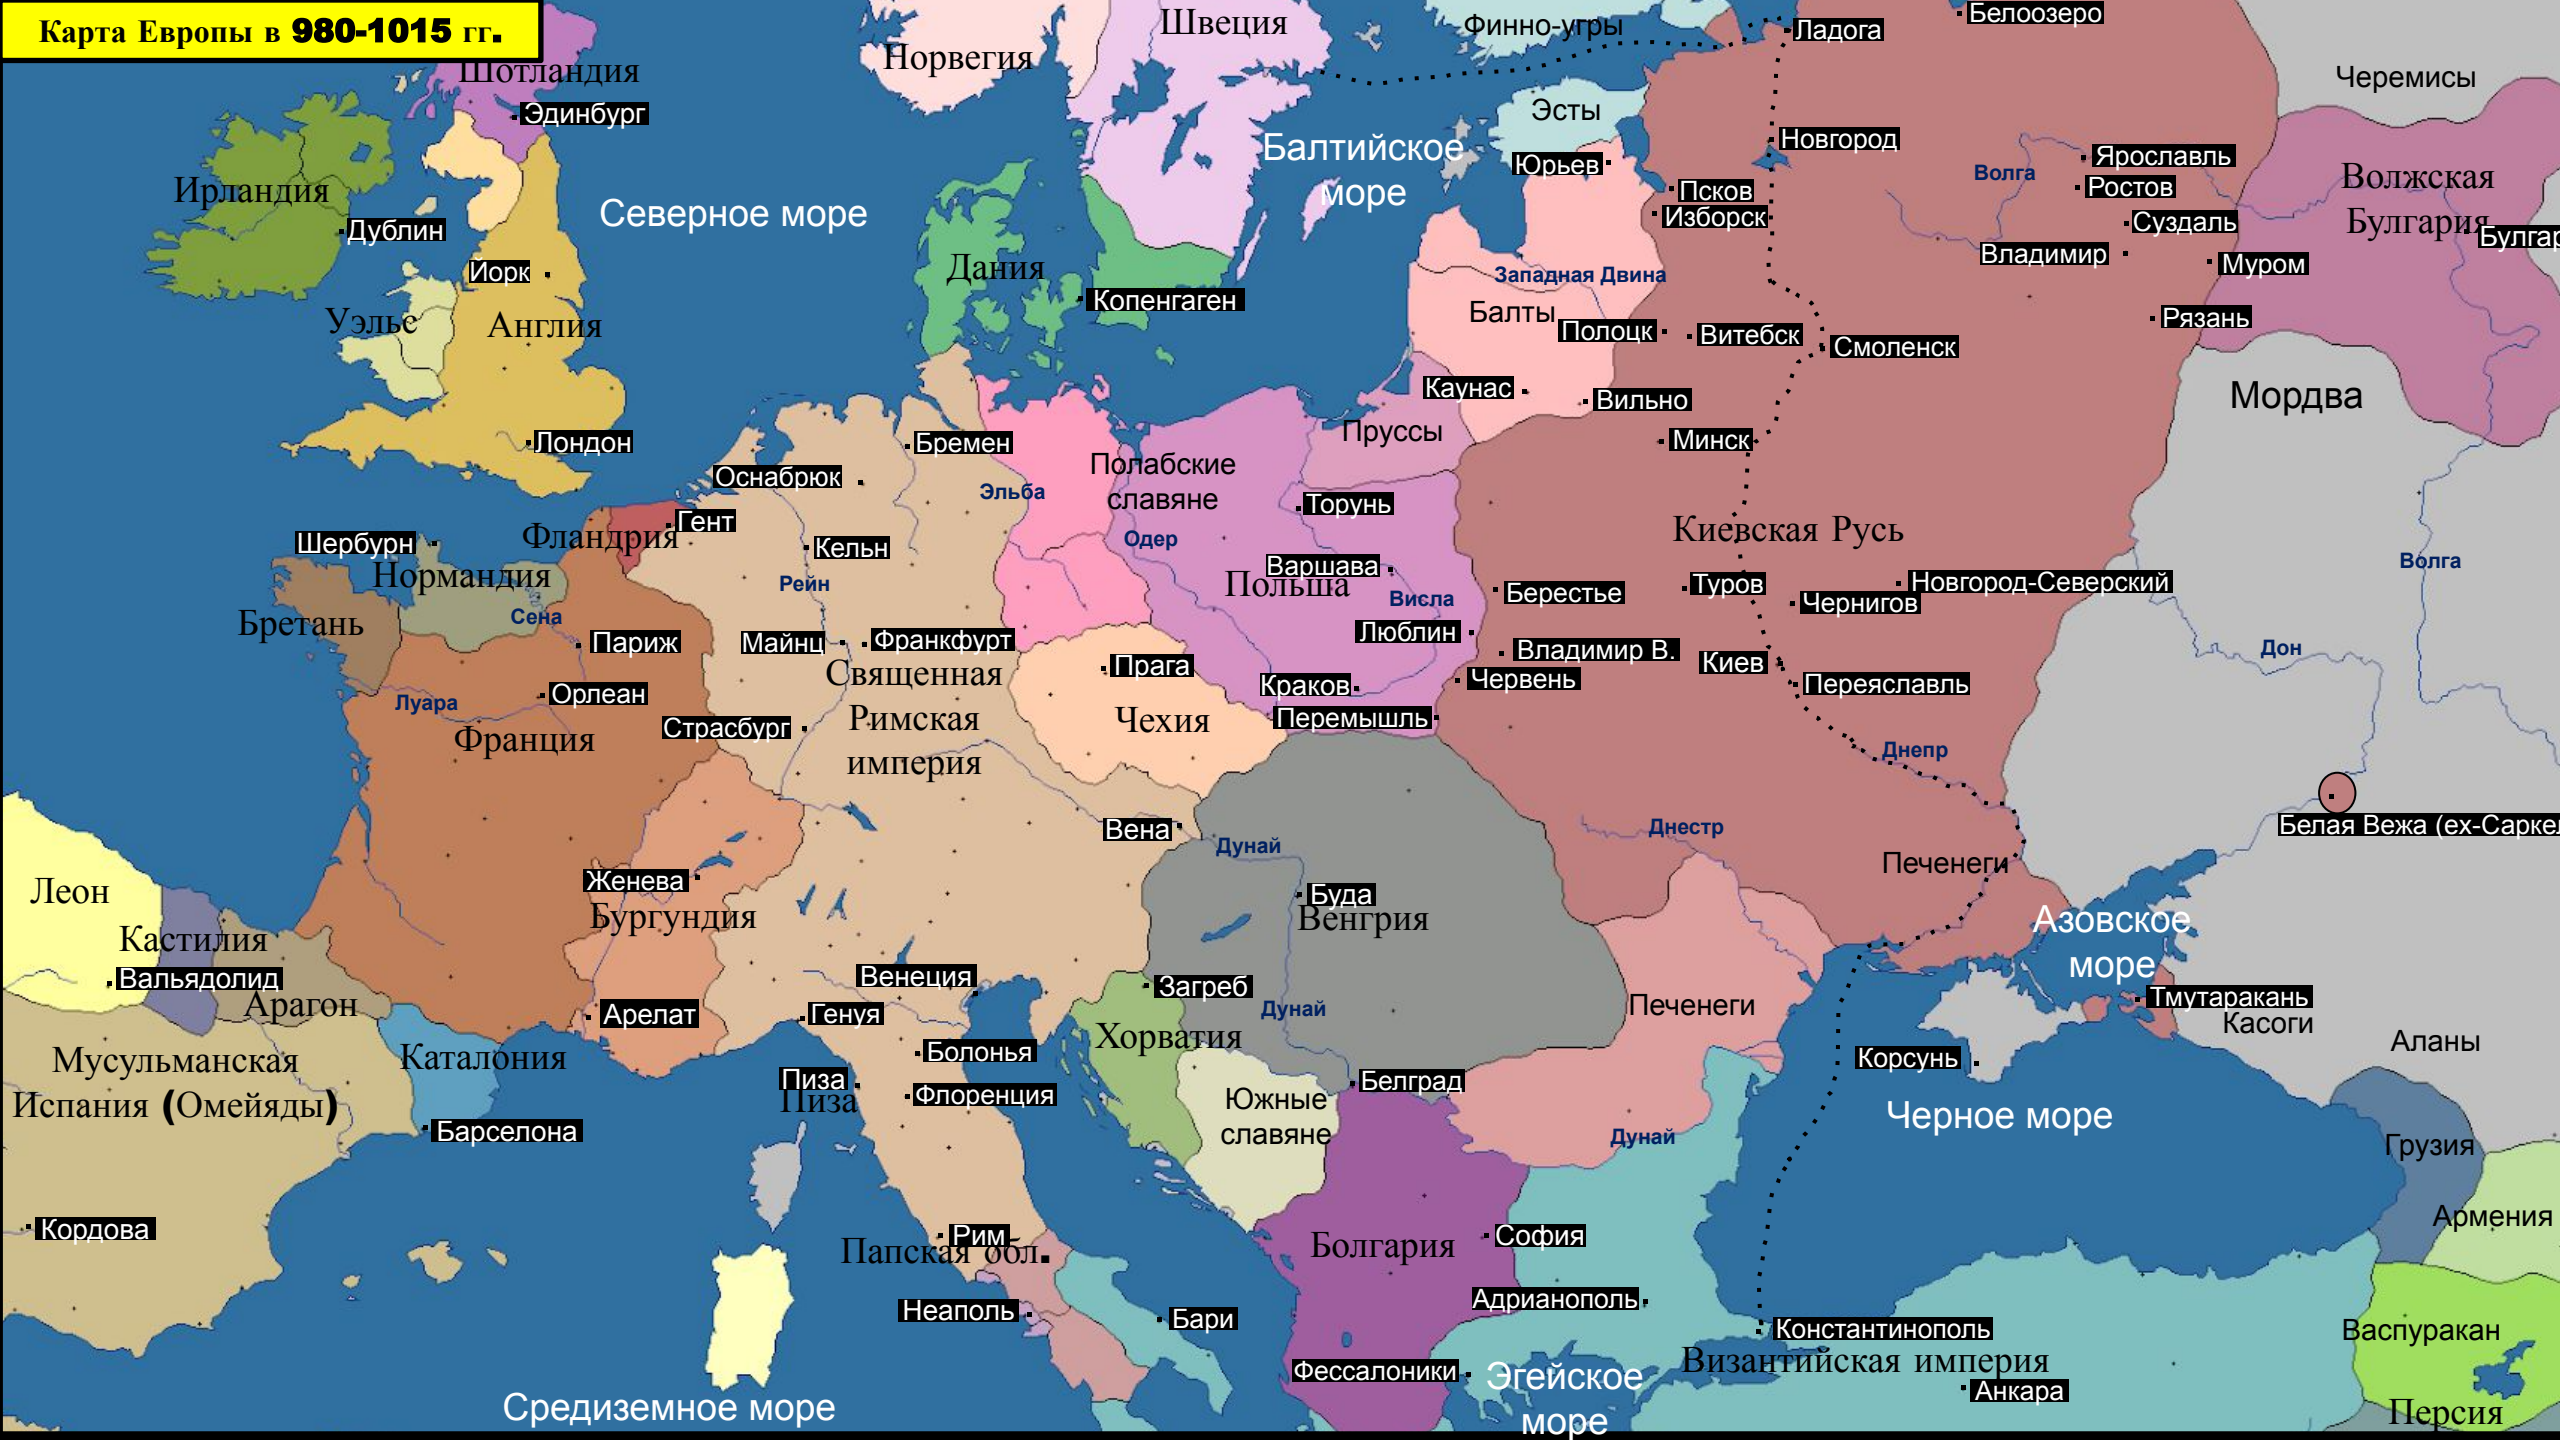 Карта Европы в 980-1015 гг.
Норвегия
Швеция
Финно-угры
Ладога
Белоозеро
Шотландия
Эдинбург
Черемисы
Эсты
Балтийское
море
Юрьев
Новгород
Ярославль
Волга
Ростов
Волжская
Булгария
Булгар
Ирландия
Дублин
Северное море
Псков
Изборск
Суздаль
Владимир
Муром
Йорк
Дания
Копенгаген
Западная Двина
Уэльс
Англия
Балты
Полоцк
Витебск
Смоленск
Рязань
Мордва
Каунас
Вильно
Лондон
Бремен
Пруссы
Минск
Оснабрюк
Эльба
Полабские
славяне
Торунь
Гент
Фландрия
Шербурн
Кельн
Одер
Киевская Русь
Нормандия
Рейн
Варшава
Польша
Висла
Берестье
Туров
Чернигов
Новгород-Северский
Волга
Бретань
Сена
Париж
Майнц
Франкфурт
Люблин
Владимир В.
Киев
Дон
Священная
Римская
империя
Прага
Краков
Червень
Переяславль
Луара
Орлеан
Франция
Страсбург
Чехия
Перемышль
Днепр
Вена
Дунай
Днестр
Белая Вежа (ex-Саркел
Печенеги
Леон
Женева
Бургундия
Буда
Венгрия
Азовское
море
Кастилия
Вальядолид
Арагон
Арелат
Венеция
Генуя
Загреб
Дунай
Печенеги
Тмутаракань
Касоги
Мусульманская
Испания (Омейяды)
Каталония
Болонья
Хорватия
Корсунь
Аланы
Пиза
Пиза
Флоренция
Белград
Южные
славяне
Черное море
Барселона
Дунай
Грузия
Кордова
Рим
Папская обл.
Болгария
София
Армения
Неаполь
Бари
Адрианополь
Константинополь
Византийская империя
Васпуракан
Фессалоники
Эгейское
море
Анкара
Средиземное море
Персия